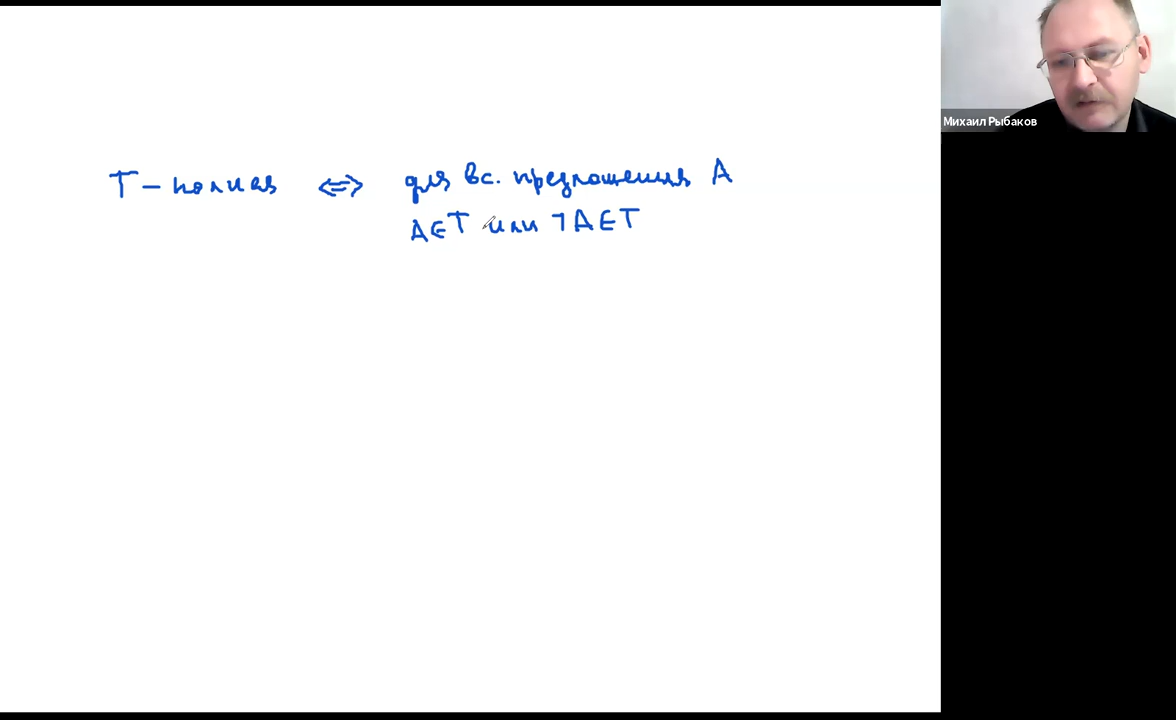 T – полная ⇔ для вс. предложения A
A∈T или ¬A∈T
Михаил Рыбаков